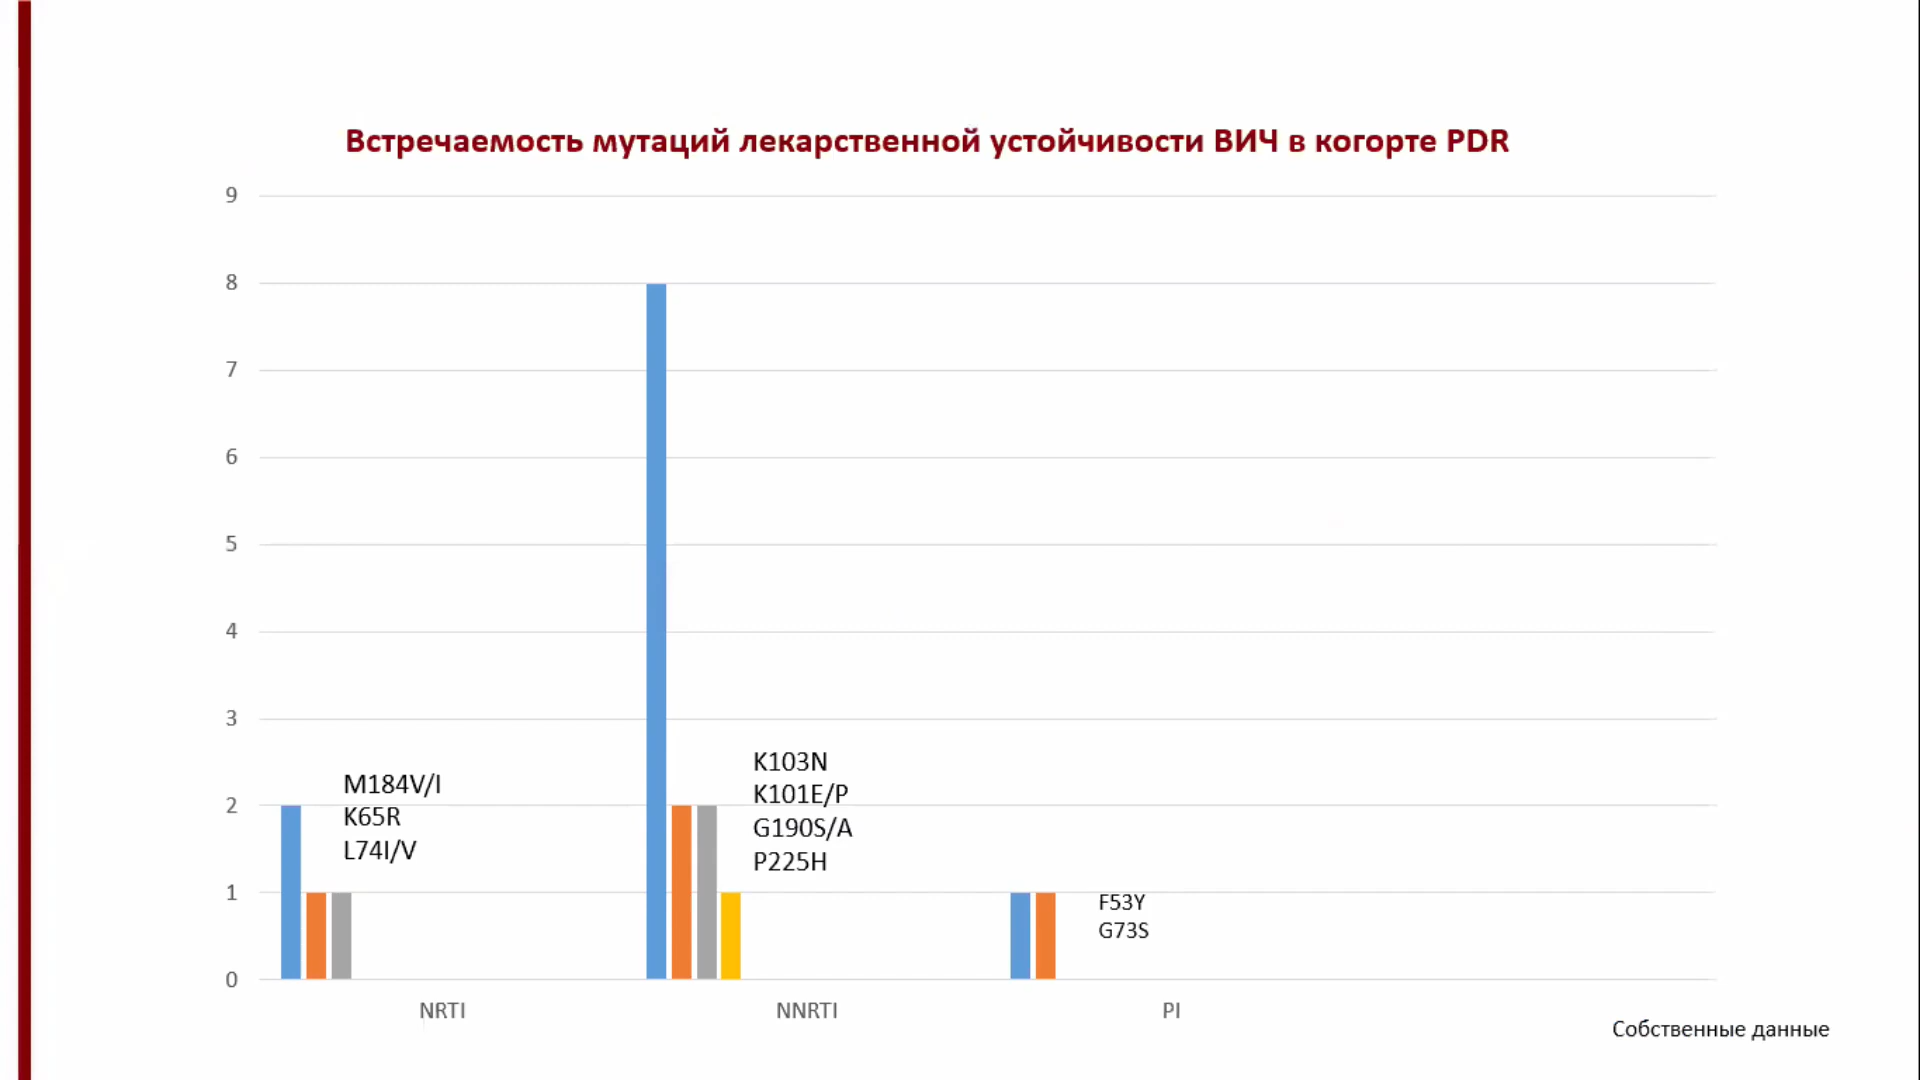 Встречаемость мутаций лекарственной устойчивости ВИЧ в когорте PDR
9
8
7
6
5
4
3
2
1
0
M184V/I
K65R
L74I/V
K103N
K101E/P
G190S/A
P225H
F53Y
G73S
NRTI
NNRTI
PI
Собственные данные